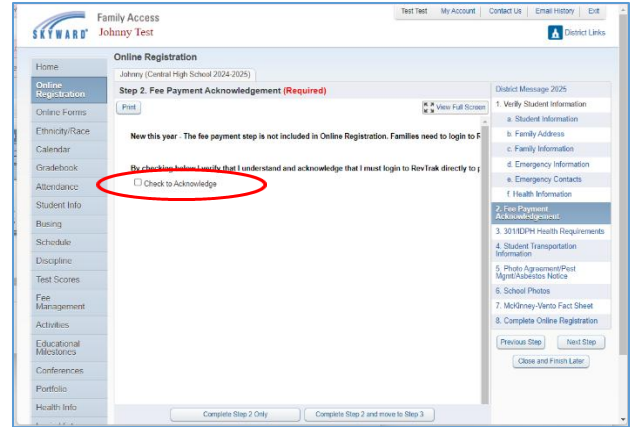 SKYWARD
Family Access
Johnny Test
Test Test My Account Contact Us Email History Exit
District Links
Home
Online
Registration
Online Forms
Ethnicity/Race
Calendar
Gradebook
Attendance
Student Info
Busing
Schedule
Discipline
Test Scores
Fee
Management
Activities
Educational
Milestones
Conferences
Portfolio
Health Info
Online Registration
Johnny (Central High School 2024-2025)
Step 2. Fee Payment Acknowledgement (Required)
Print
View Full Screen
New this year - The fee payment step is not included in Online Registration. Families need to login to R
By checking below I verify that I understand and acknowledge that I must login to RevTrak directly to p
Check to Acknowledge
Complete Step 2 Only
Complete Step 2 and move to Step 3
District Message 2025
1. Verify Student Information
a. Student Information
b. Family Address
c. Family Information
d. Emergency Information
e. Emergency Contacts
f. Health Information
2. Fee Payment
Acknowledgement
3. 301/IDPH Health Requirements
4. Student Transportation
Information
5. Photo Agreement/Pest
Mgmt/Asbestos Notice
6. School Photos
7. McKinney-Vento Fact Sheet
8. Complete Online Registration
Previous Step
Next Step
Close and Finish Later